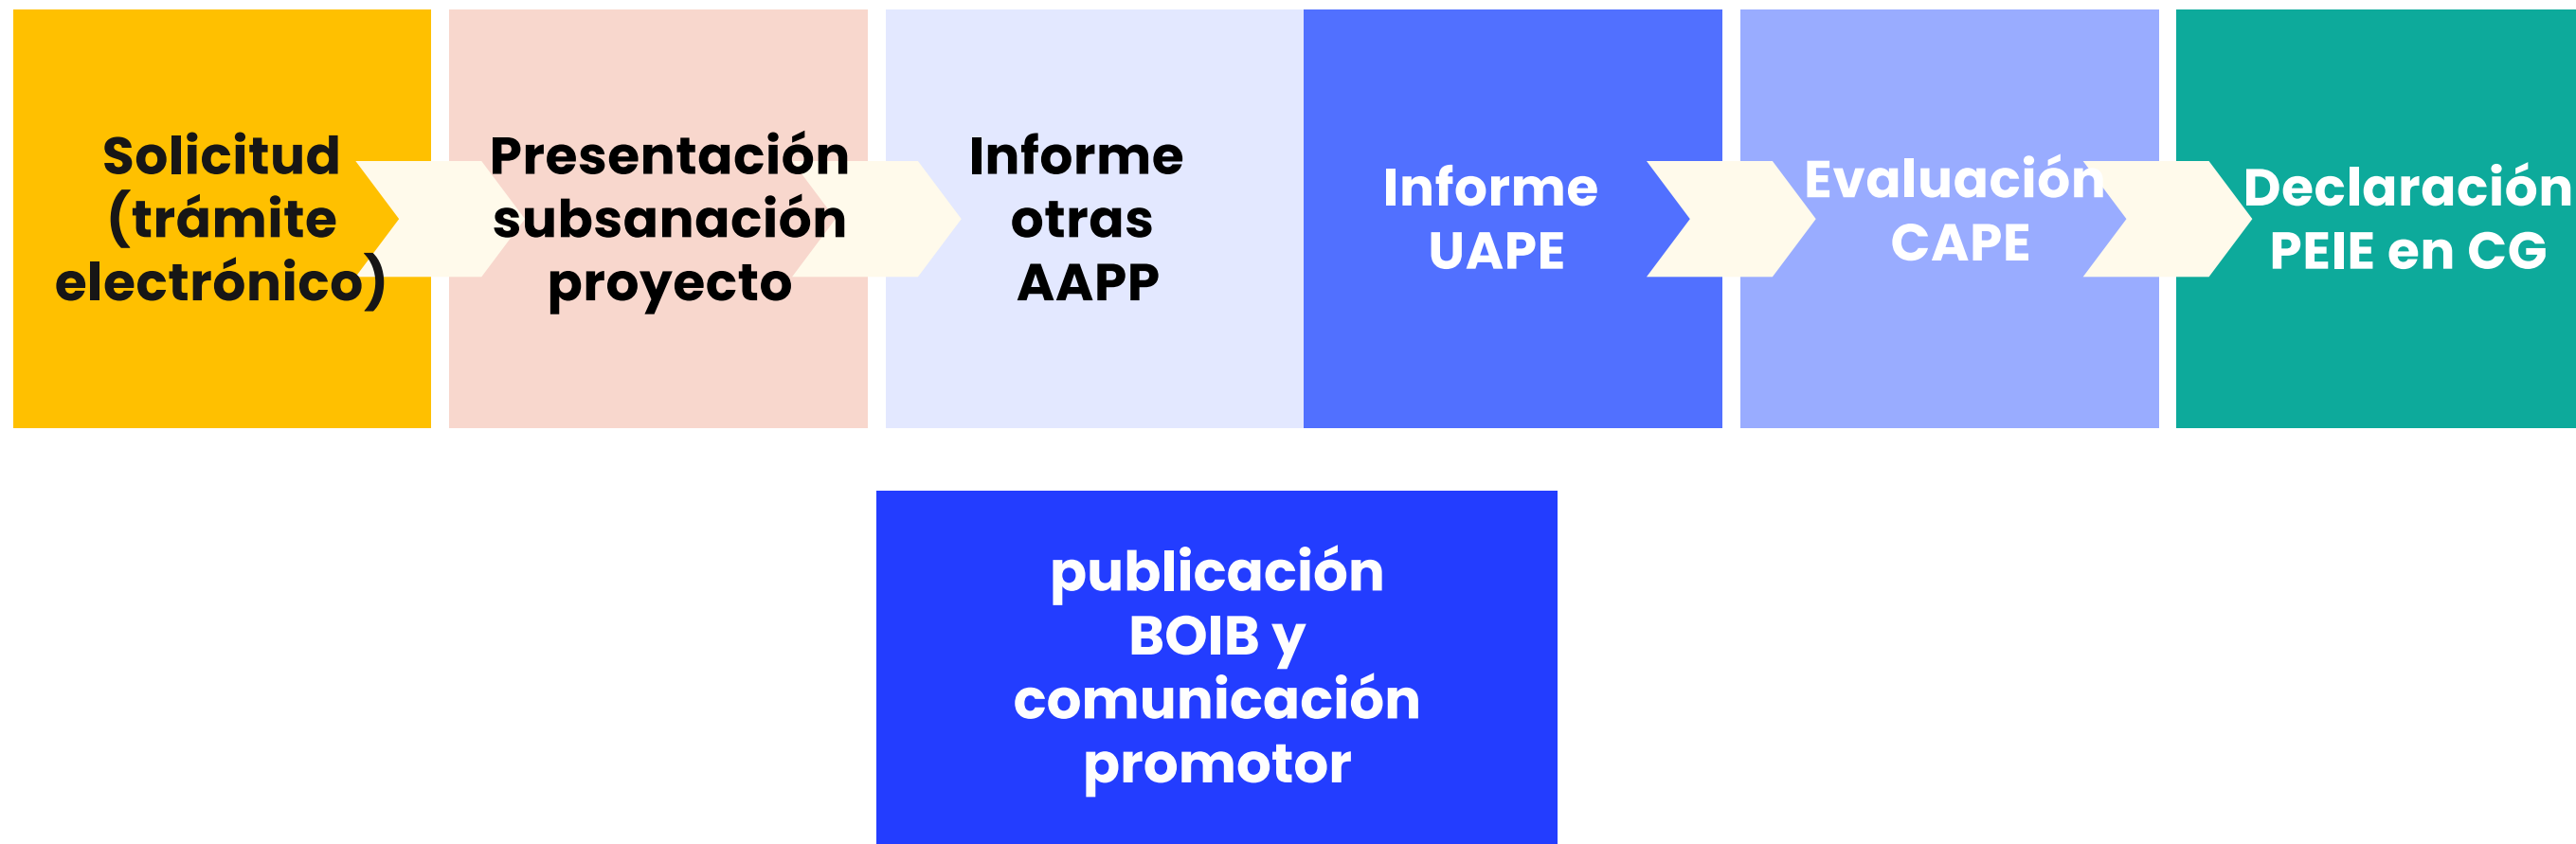 Solicitud
(trámite
electrónico)
Presentación
subsanación
proyecto
Informe
otras
AAPP
Informe
UAPE
Evaluación
CAPE
Declaración
PEIE en CG
publicación
BOIB y
comunicación
promotor